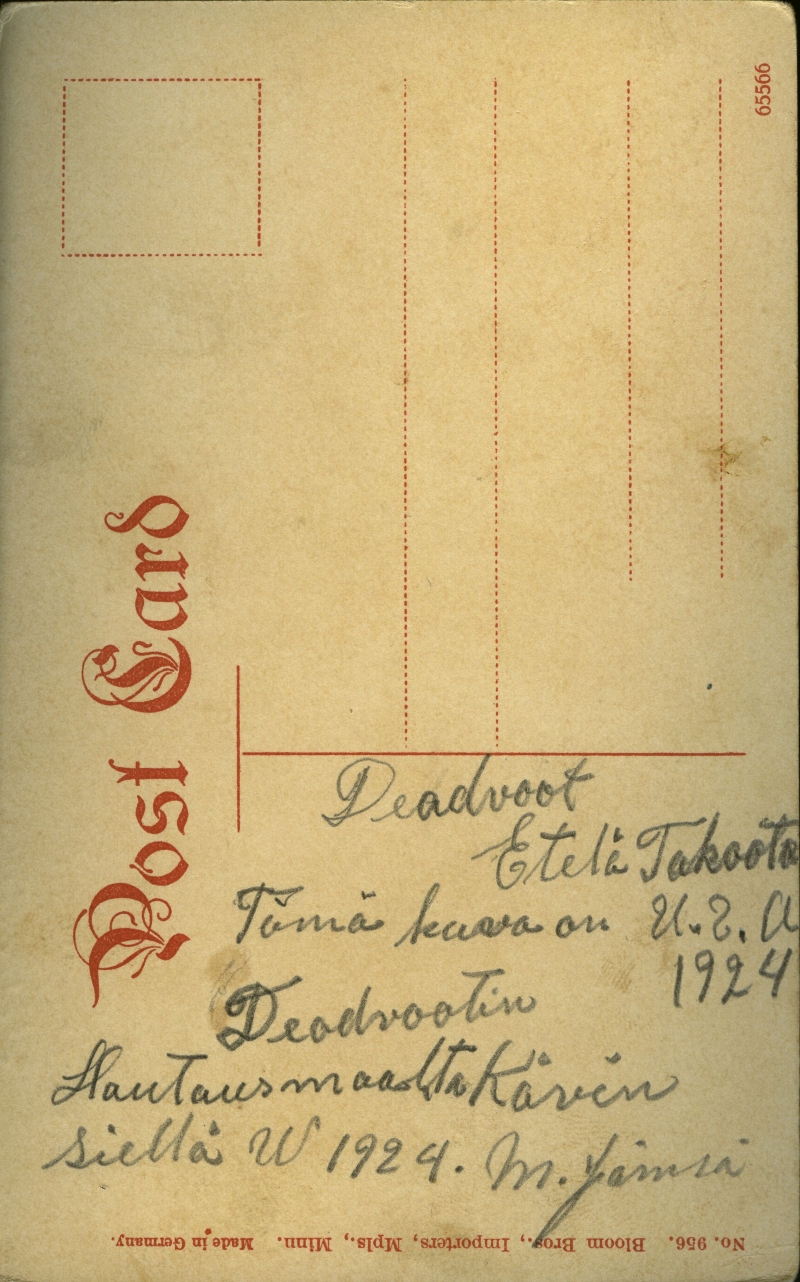 65566
Post Card
Deadvoot
Etelä Takoota
Tämä kuva on U.S.A
1924
Deadvootin
Hautausmaalta Kävin
siellä W 1924. M. Jämsä
No. 956. Bloom Bros., Importers, Mpls., Minn. Made in Germany.